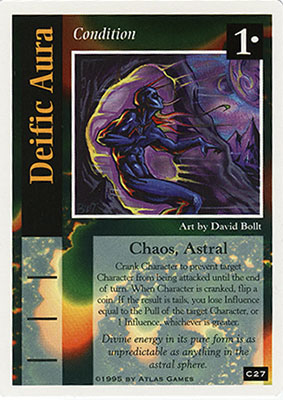 Deific Aura
Condition
1•
Art by David Bollt
Chaos, Astral
Crank Character to prevent target
Character from being attacked until the end
of turn. When Character is cranked, flip a
coin. If the result is tails, you lose Influence
equal to the Pull of the target Character, or
1 Influence, whichever is greater.
Divine energy in its pure form is as
unpredictable as anything in the
astral sphere.
©1995 by Atlas Games
C27